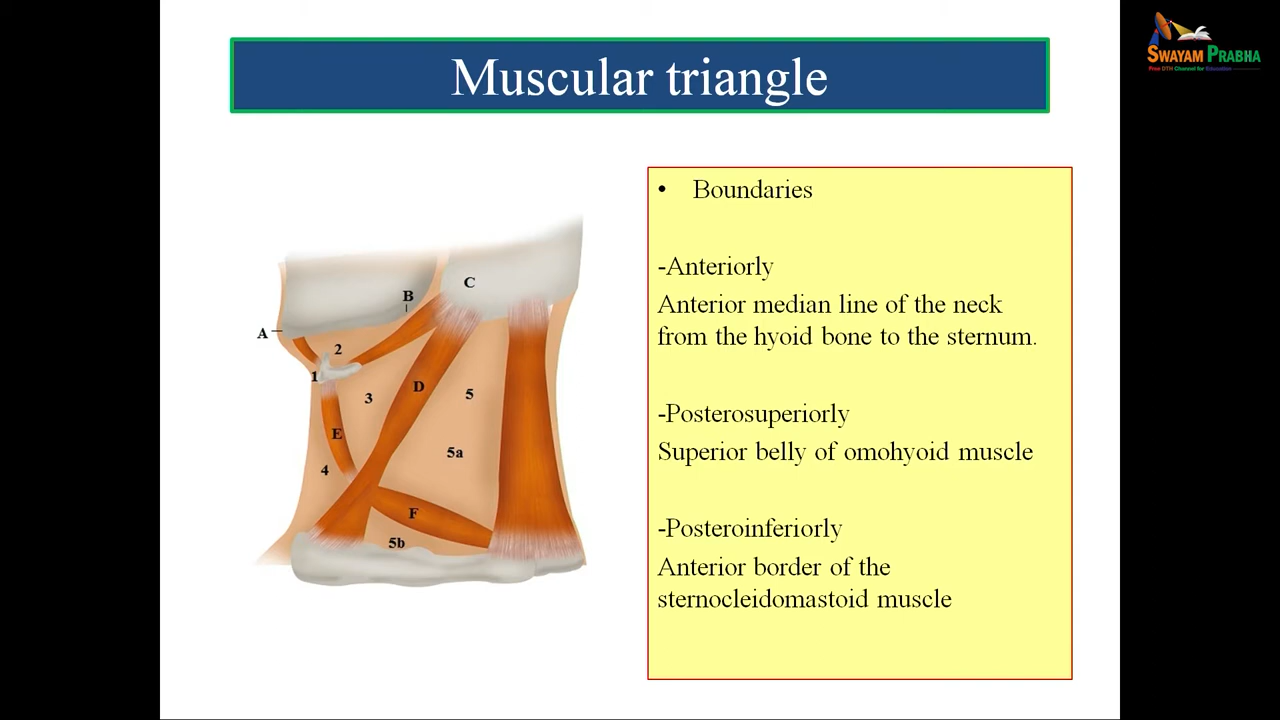 SWAYAM PRABHA
Free DTH Channel for Education
Muscular triangle
• Boundaries
-Anteriorly
Anterior median line of the neck
from the hyoid bone to the sternum.
-Posterosuperiorly
Superior belly of omohyoid muscle
-Posteroinferiorly
Anterior border of the
sternocleidomastoid muscle
C
B
A
2
1
D
3
5
E
5a
4
F
5b